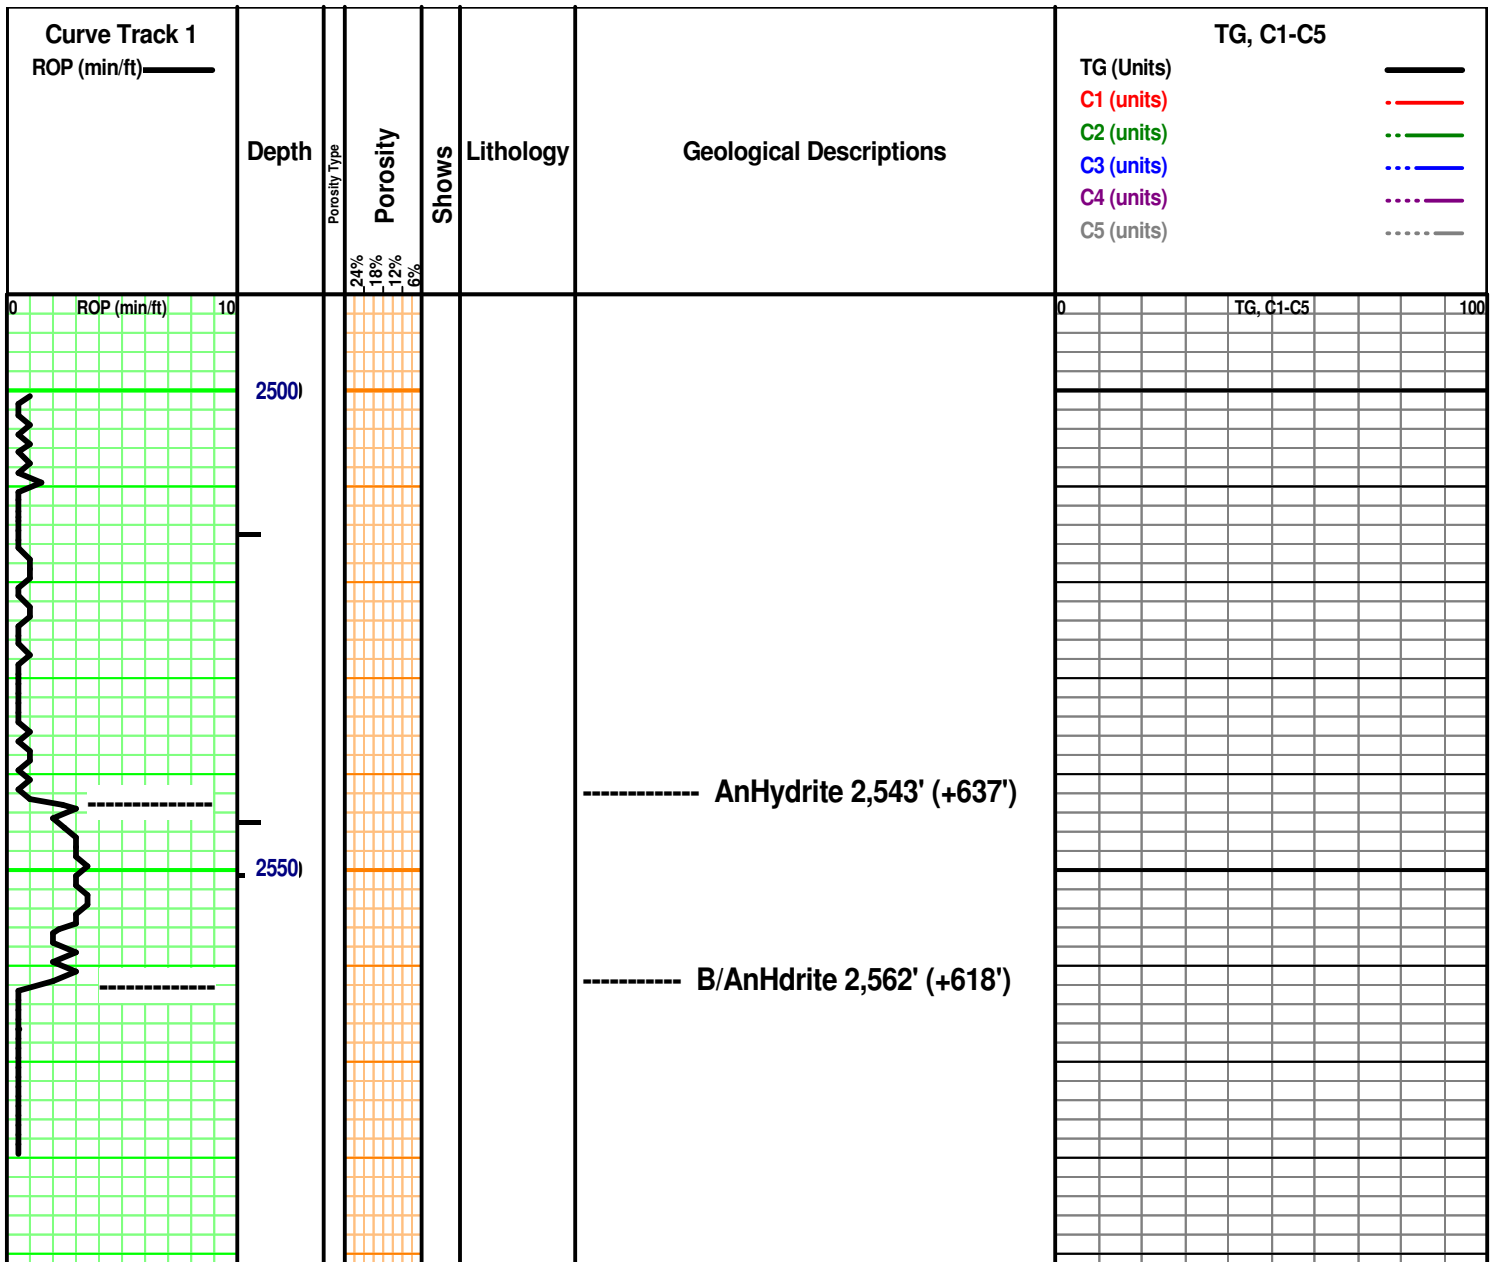 Curve Track 1
ROP (min/ft)
Depth
Porosity Type
Porosity
24%
18%
12%
6%
Shows
Lithology
Geological Descriptions
TG, C1-C5
TG (Units)
C1 (units)
C2 (units)
C3 (units)
C4 (units)
C5 (units)
0 ROP (min/ft) 10
0 TG, C1-C5 100
2500
AnHydrite 2,543' (+637')
2550
B/AnHdrite 2,562' (+618')